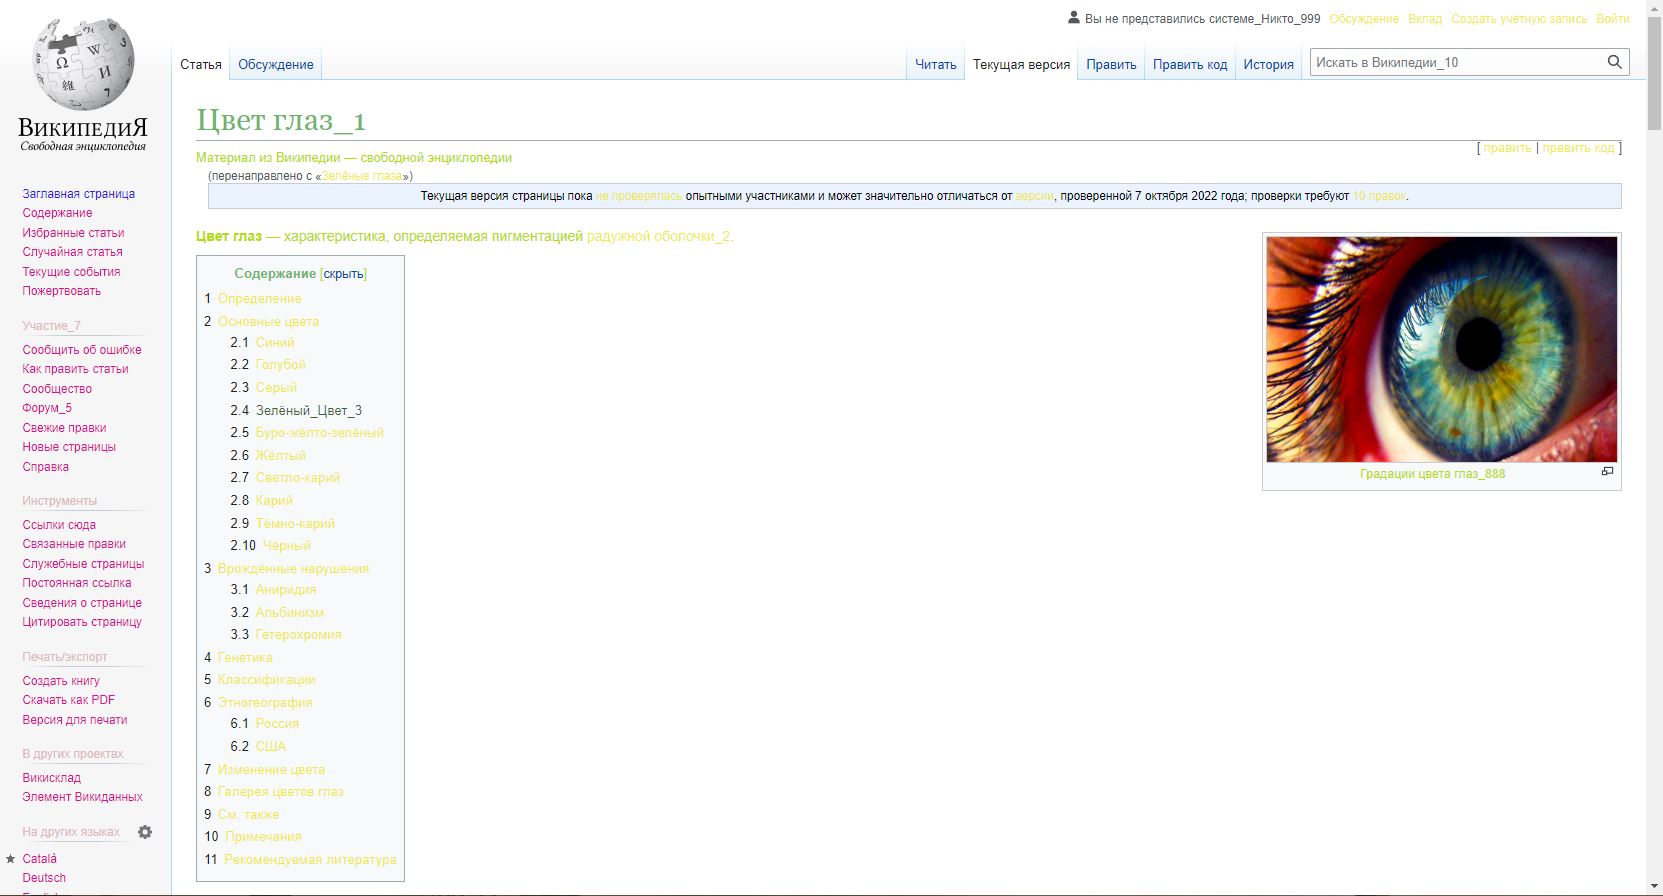 Вы не представились системе_Никто_999 Обсуждение Вклад Создать учётную запись Войти
Статья Обсуждение Читать Текущая версия Править Править код История Искать в Википедии_10
ВИКИПЕДИЯ
Свободная энциклопедия
Заглавная страница
Содержание
Избранные статьи
Случайная статья
Текущие события
Пожертвовать
Участие_7
Сообщить об ошибке
Как править статьи
Сообщество
Форум_5
Свежие правки
Новые страницы
Справка
Инструменты
Ссылки сюда
Связанные правки
Служебные страницы
Постоянная ссылка
Сведения о странице
Цитировать страницу
Печать/экспорт
Создать книгу
Скачать как PDF
Версия для печати
В других проектах
Викисклад
Элемент Викиданных
На других языках
Català
Deutsch
Цвет глаз_1
[ править | править код ]
Материал из Википедии — свободной энциклопедии
(перенаправлено с «Зелёные глаза»)
Текущая версия страницы пока не проверялась опытными участниками и может значительно отличаться от версии, проверенной 7 октября 2022 года; проверки требуют 10 правок.
Цвет глаз — характеристика, определяемая пигментацией радужной оболочки_2.
Содержание [скрыть]
1 Определение
2 Основные цвета
2.1 Синий
2.2 Голубой
2.3 Серый
2.4 Зелёный_Цвет_3
2.5 Буро-жёлто-зелёный
2.6 Жёлтый
2.7 Светло-карий
2.8 Карий
2.9 Тёмно-карий
2.10 Чёрный
3 Врождённые нарушения
3.1 Аниридия
3.2 Альбинизм
3.3 Гетерохромия
4 Генетика
5 Классификации
6 Этногеография
6.1 Россия
6.2 США
7 Изменение цвета
8 Галерея цветов глаз
9 См. также
10 Примечания
11 Рекомендуемая литература
Градации цвета глаз_888